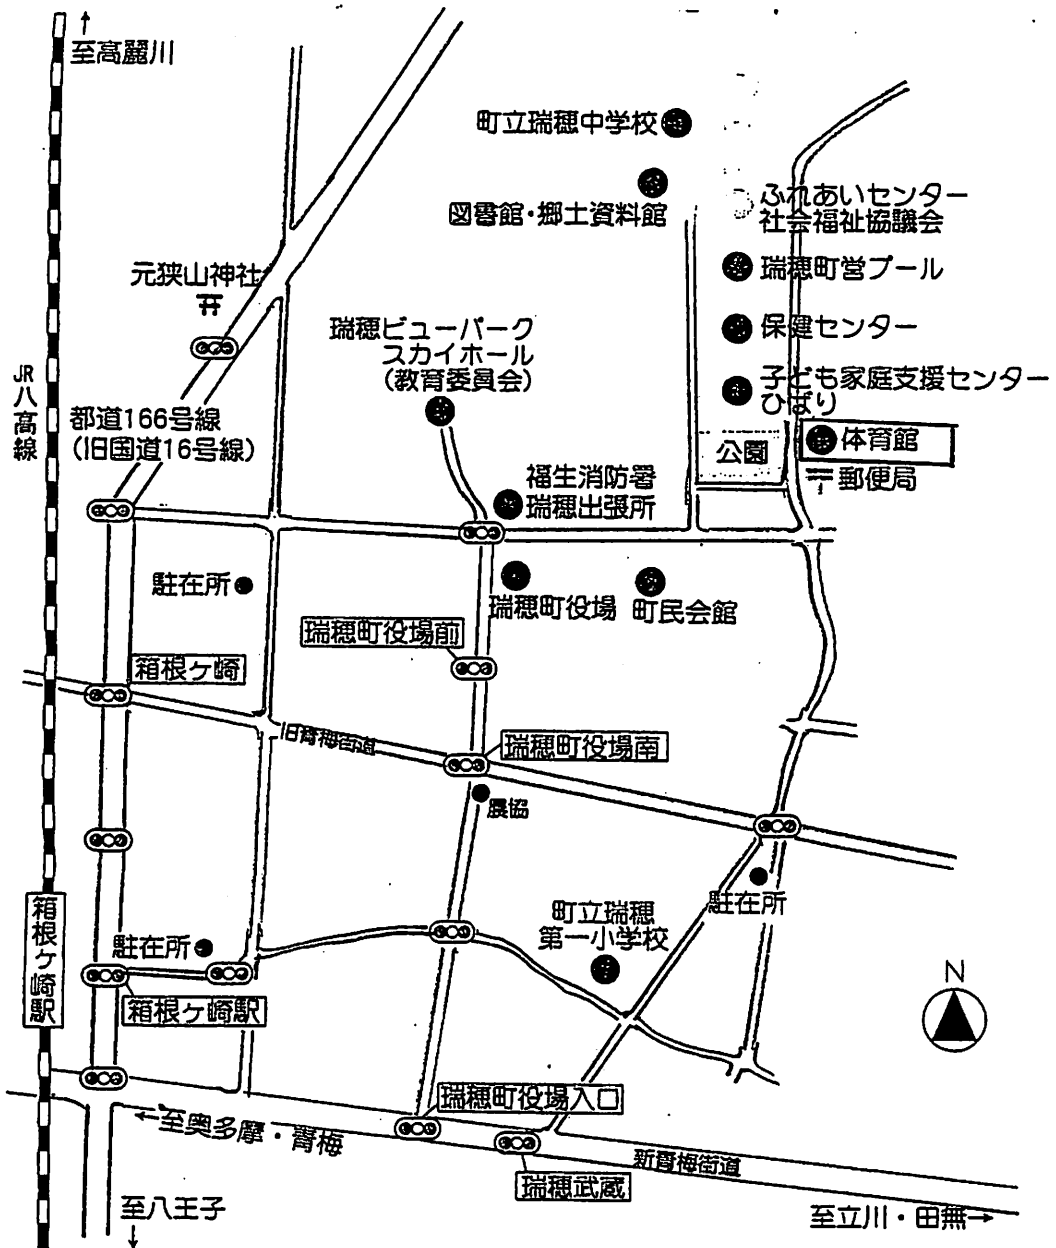 至高麗川
町立瑞穂中学校
図書館・郷土資料館
ふれあいセンター
社会福祉協議会
元狭山神社
瑞穂町営プール
瑞穂ビューパーク
スカイホール
(教育委員会)
保健センター
JR八高線
子ども家庭支援センター
ひばり
都道166号線
(旧国道16号線)
公園
体育館
〒郵便局
福生消防署
瑞穂出張所
駐在所
瑞穂町役場
町民会館
瑞穂町役場前
箱根ケ崎
旧青梅街道
瑞穂町役場南
農協
駐在所
箱根ケ崎駅
町立瑞穂
第一小学校
駐在所
箱根ケ崎駅
N
瑞穂町役場入口
←至奥多摩・青梅
新青梅街道
瑞穂武蔵
至八王子
至立川・田無→